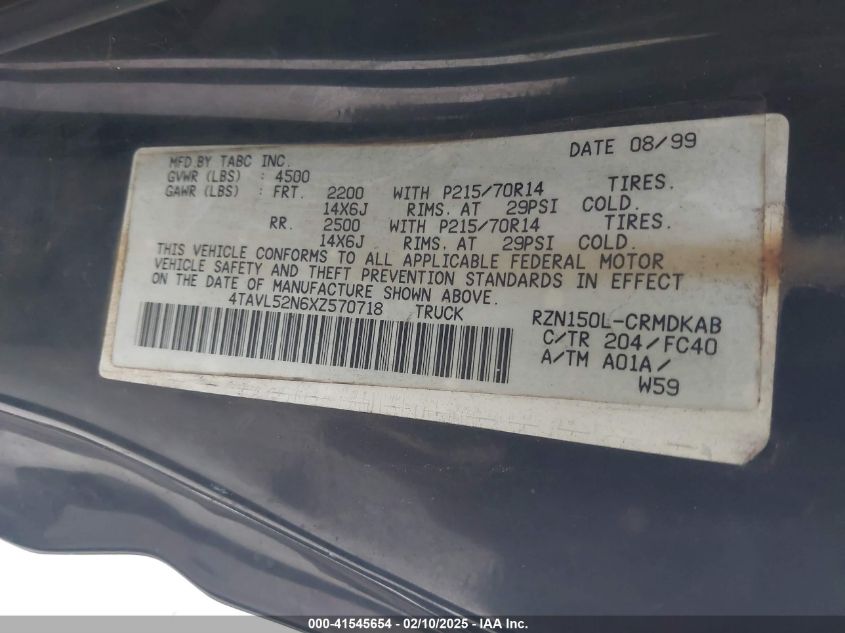 DATE 08/99
MFD.BY TABC INC.
GVWR (LBS) : 4500
GAWR (LBS) : FRT. 2200 WITH P215/70R14 TIRES.
14X6J RIMS. AT 29PSI COLD.
RR. 2500 WITH P215/70R14 TIRES.
14X6J RIMS. AT 29PSI COLD.
THIS VEHICLE CONFORMS TO ALL APPLICABLE FEDERAL MOTOR
VEHICLE SAFETY AND THEFT PREVENTION STANDARDS IN EFFECT
ON THE DATE OF MANUFACTURE SHOWN ABOVE.
4TAVL52N6XZ570718 TRUCK
RZN150L-CRMDKAB
C/TR 204/FC40
A/TM A01A/
W59
000-41545654 - 02/10/2025 - IAAI.com